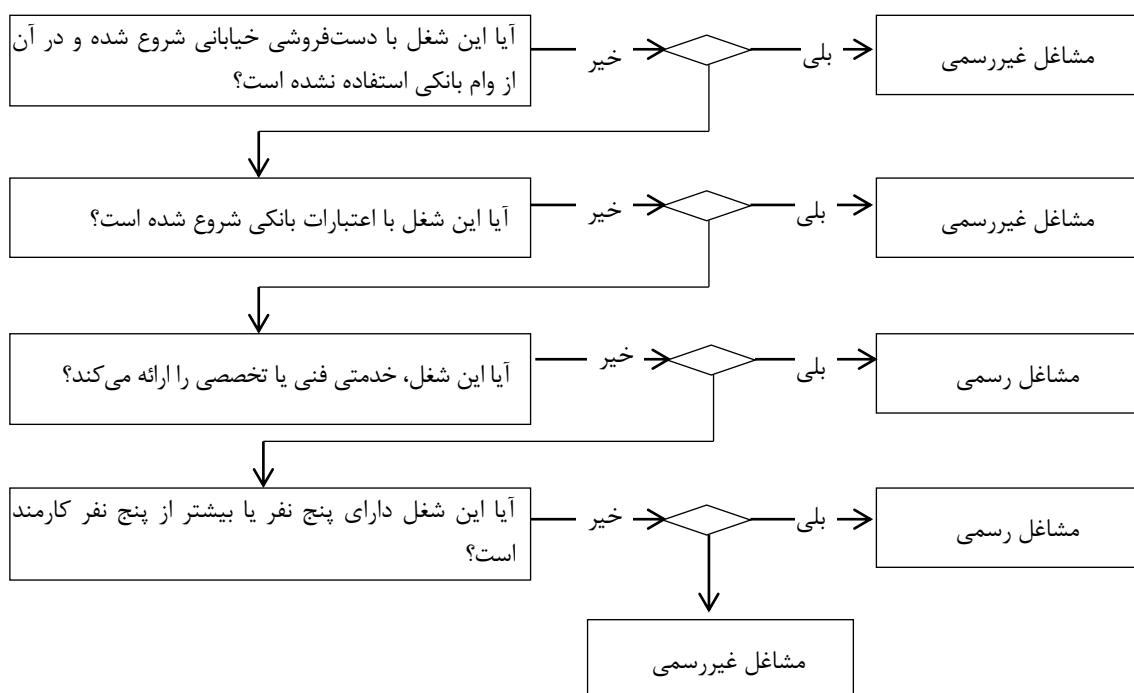 آیا این شغل با دست‌فروشی خیابانی شروع شده و در آن
از وام بانکی استفاده نشده است؟
خیر
بلی
مشاغل غیررسمی
آیا این شغل با اعتبارات بانکی شروع شده است؟
خیر
بلی
مشاغل غیررسمی
آیا این شغل، خدمتی فنی یا تخصصی را ارائه می‌کند؟
خیر
بلی
مشاغل رسمی
آیا این شغل دارای پنج نفر یا بیشتر از پنج نفر کارمند
است؟
خیر
بلی
مشاغل رسمی
مشاغل غیررسمی